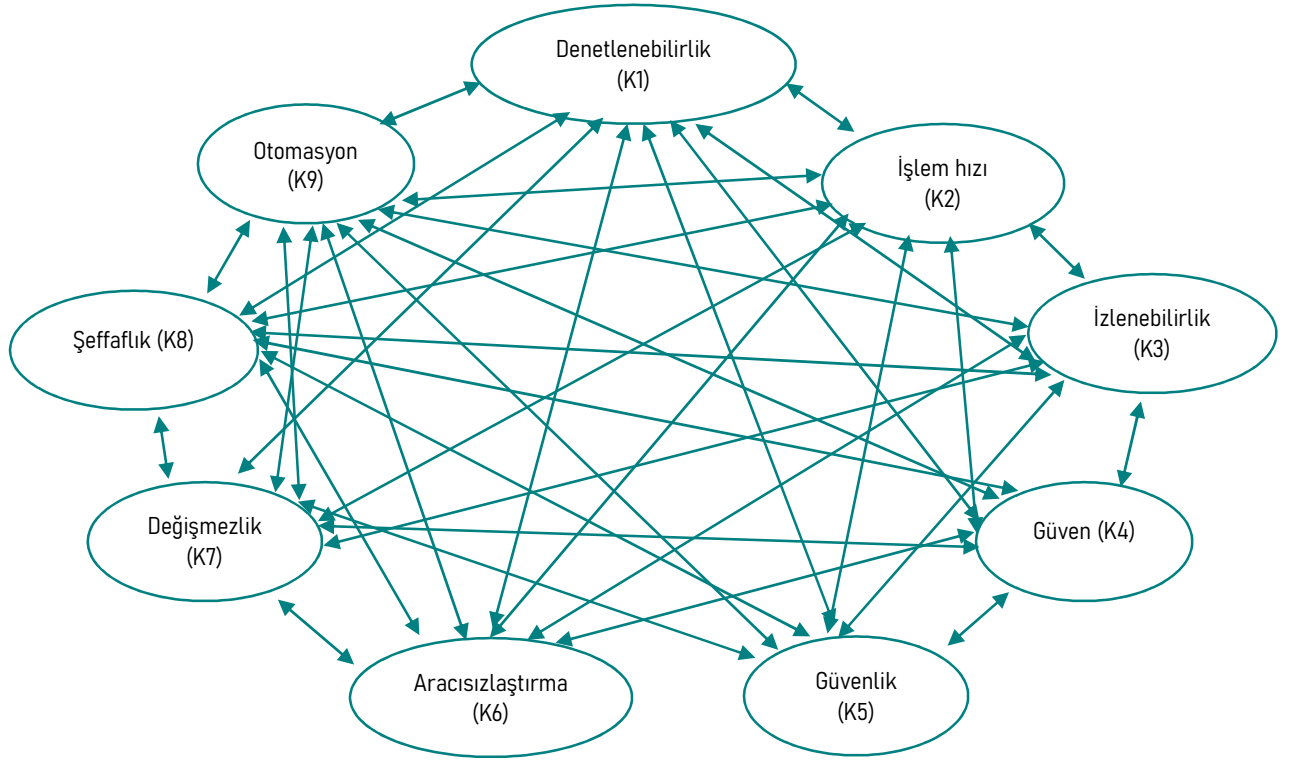 Denetlenebilirlik
(K1)
Otomasyon
(K9)
İşlem hızı
(K2)
İzlenebilirlik
(K3)
Şeffaflık (K8)
Değişmezlik
(K7)
Güven (K4)
Aracısızlaştırma
(K6)
Güvenlik
(K5)